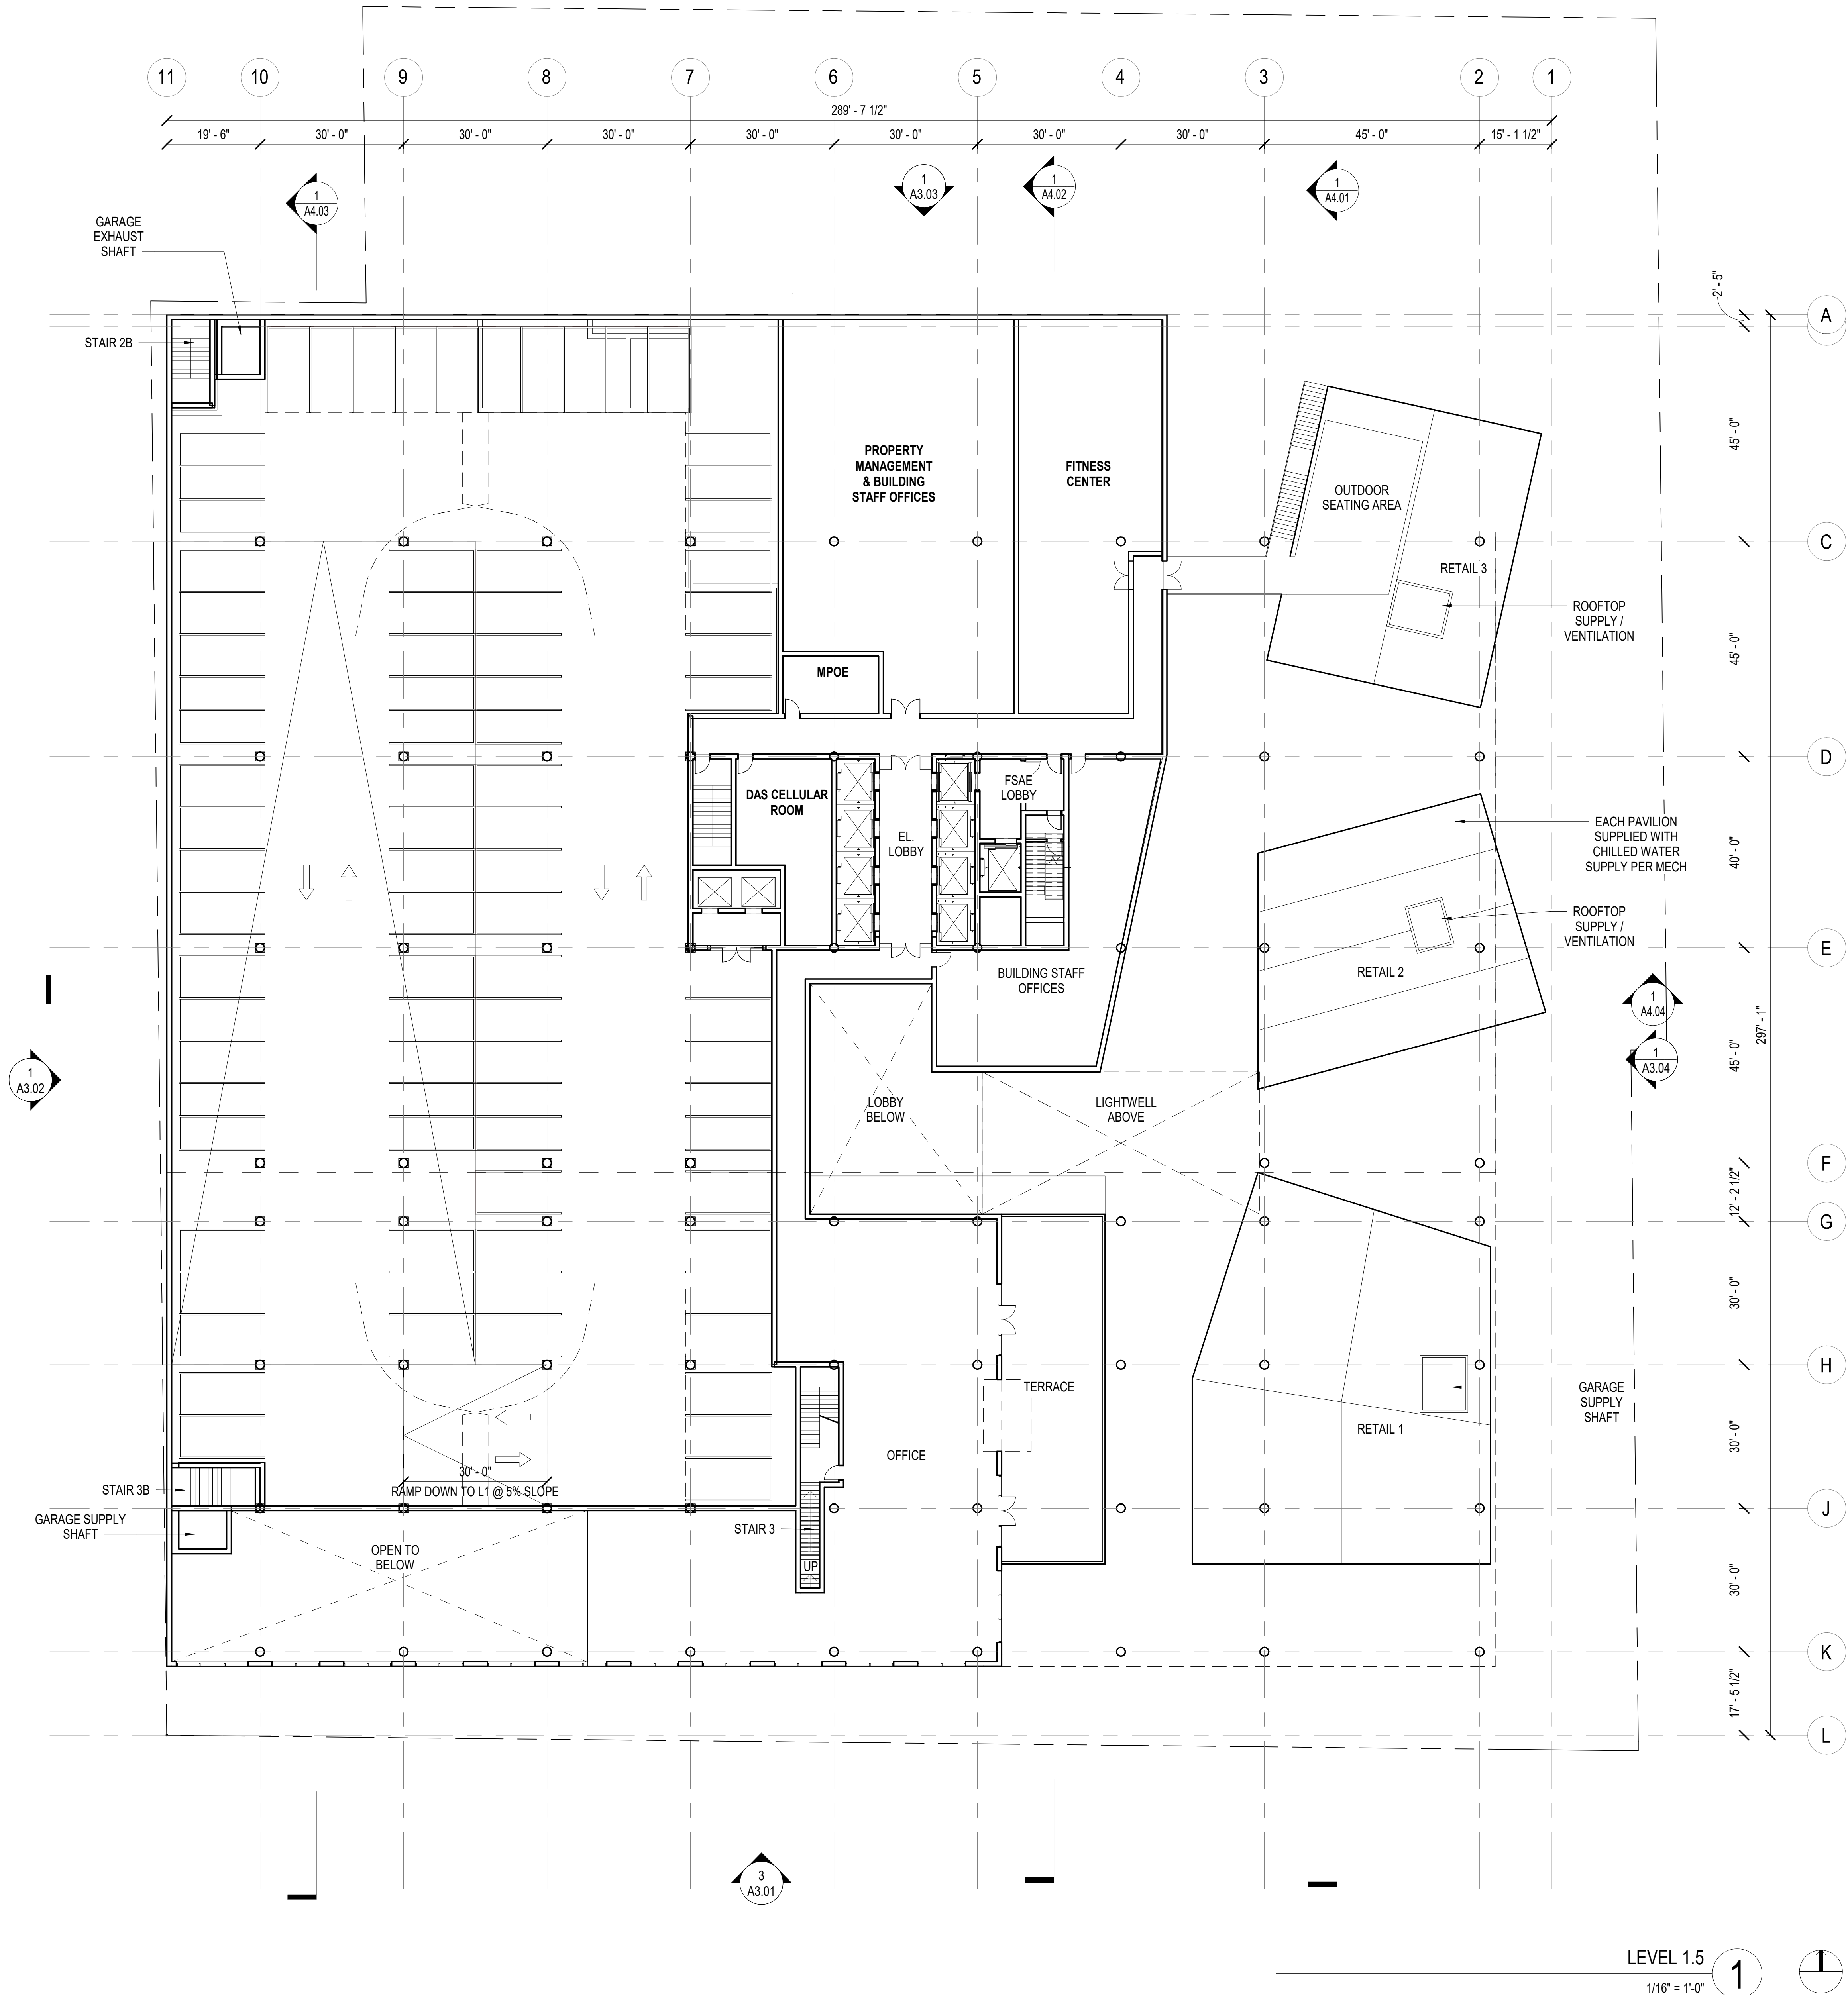 11 10 9 8 7 6 5 4 3 2 1
289' - 7 1/2"
19' - 6" 30' - 0" 30' - 0" 30' - 0" 30' - 0" 30' - 0" 30' - 0" 30' - 0" 45' - 0" 15' - 1 1/2"
1
A4.03
1
A3.03
1
A4.02
1
A4.01
GARAGE
EXHAUST
SHAFT
STAIR 2B
2' - 5"
A
45' - 0"
PROPERTY
MANAGEMENT
& BUILDING
STAFF OFFICES
FITNESS
CENTER
OUTDOOR
SEATING AREA
C
RETAIL 3
ROOFTOP
SUPPLY /
VENTILATION
45' - 0"
MPOE
D
DAS CELLULAR
ROOM
FSAE
LOBBY
EL.
LOBBY
EACH PAVILION
SUPPLIED WITH
CHILLED WATER
SUPPLY PER MECH
40' - 0"
ROOFTOP
SUPPLY /
VENTILATION
E
BUILDING STAFF
OFFICES
RETAIL 2
1
A4.04
1
A3.04
1
A3.02
45' - 0"
297' - 1"
LOBBY
BELOW
LIGHTWELL
ABOVE
F
12' - 2 1/2"
G
30' - 0"
H
TERRACE
GARAGE
SUPPLY
SHAFT
RETAIL 1
OFFICE
30' - 0"
30' - 0"
RAMP DOWN TO L1 @ 5% SLOPE
STAIR 3B
J
GARAGE SUPPLY
SHAFT
STAIR 3
OPEN TO
BELOW
UP
30' - 0"
K
17' - 5 1/2"
L
3
A3.01
LEVEL 1.5
1
1/16" = 1'-0"